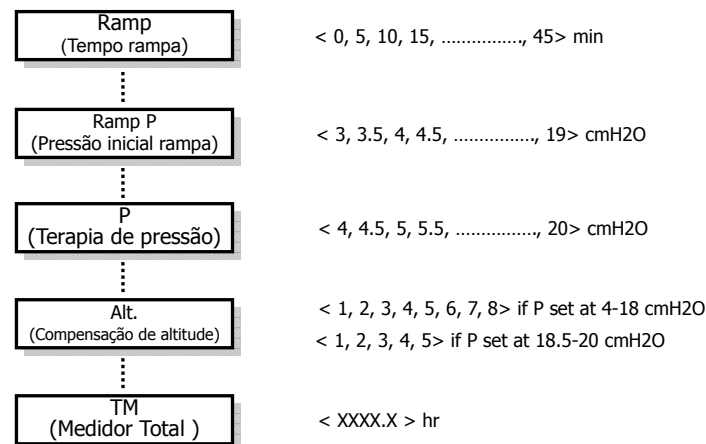 Ramp
(Tempo rampa)
< 0, 5, 10, 15, ................, 45> min
Ramp P
(Pressão inicial rampa)
< 3, 3.5, 4, 4.5, ................, 19> cmH2O
P
(Terapia de pressão)
< 4, 4.5, 5, 5.5, ................, 20> cmH2O
Alt.
(Compensação de altitude)
< 1, 2, 3, 4, 5, 6, 7, 8> if P set at 4-18 cmH2O
< 1, 2, 3, 4, 5> if P set at 18.5-20 cmH2O
TM
(Medidor Total )
< XXXX.X > hr